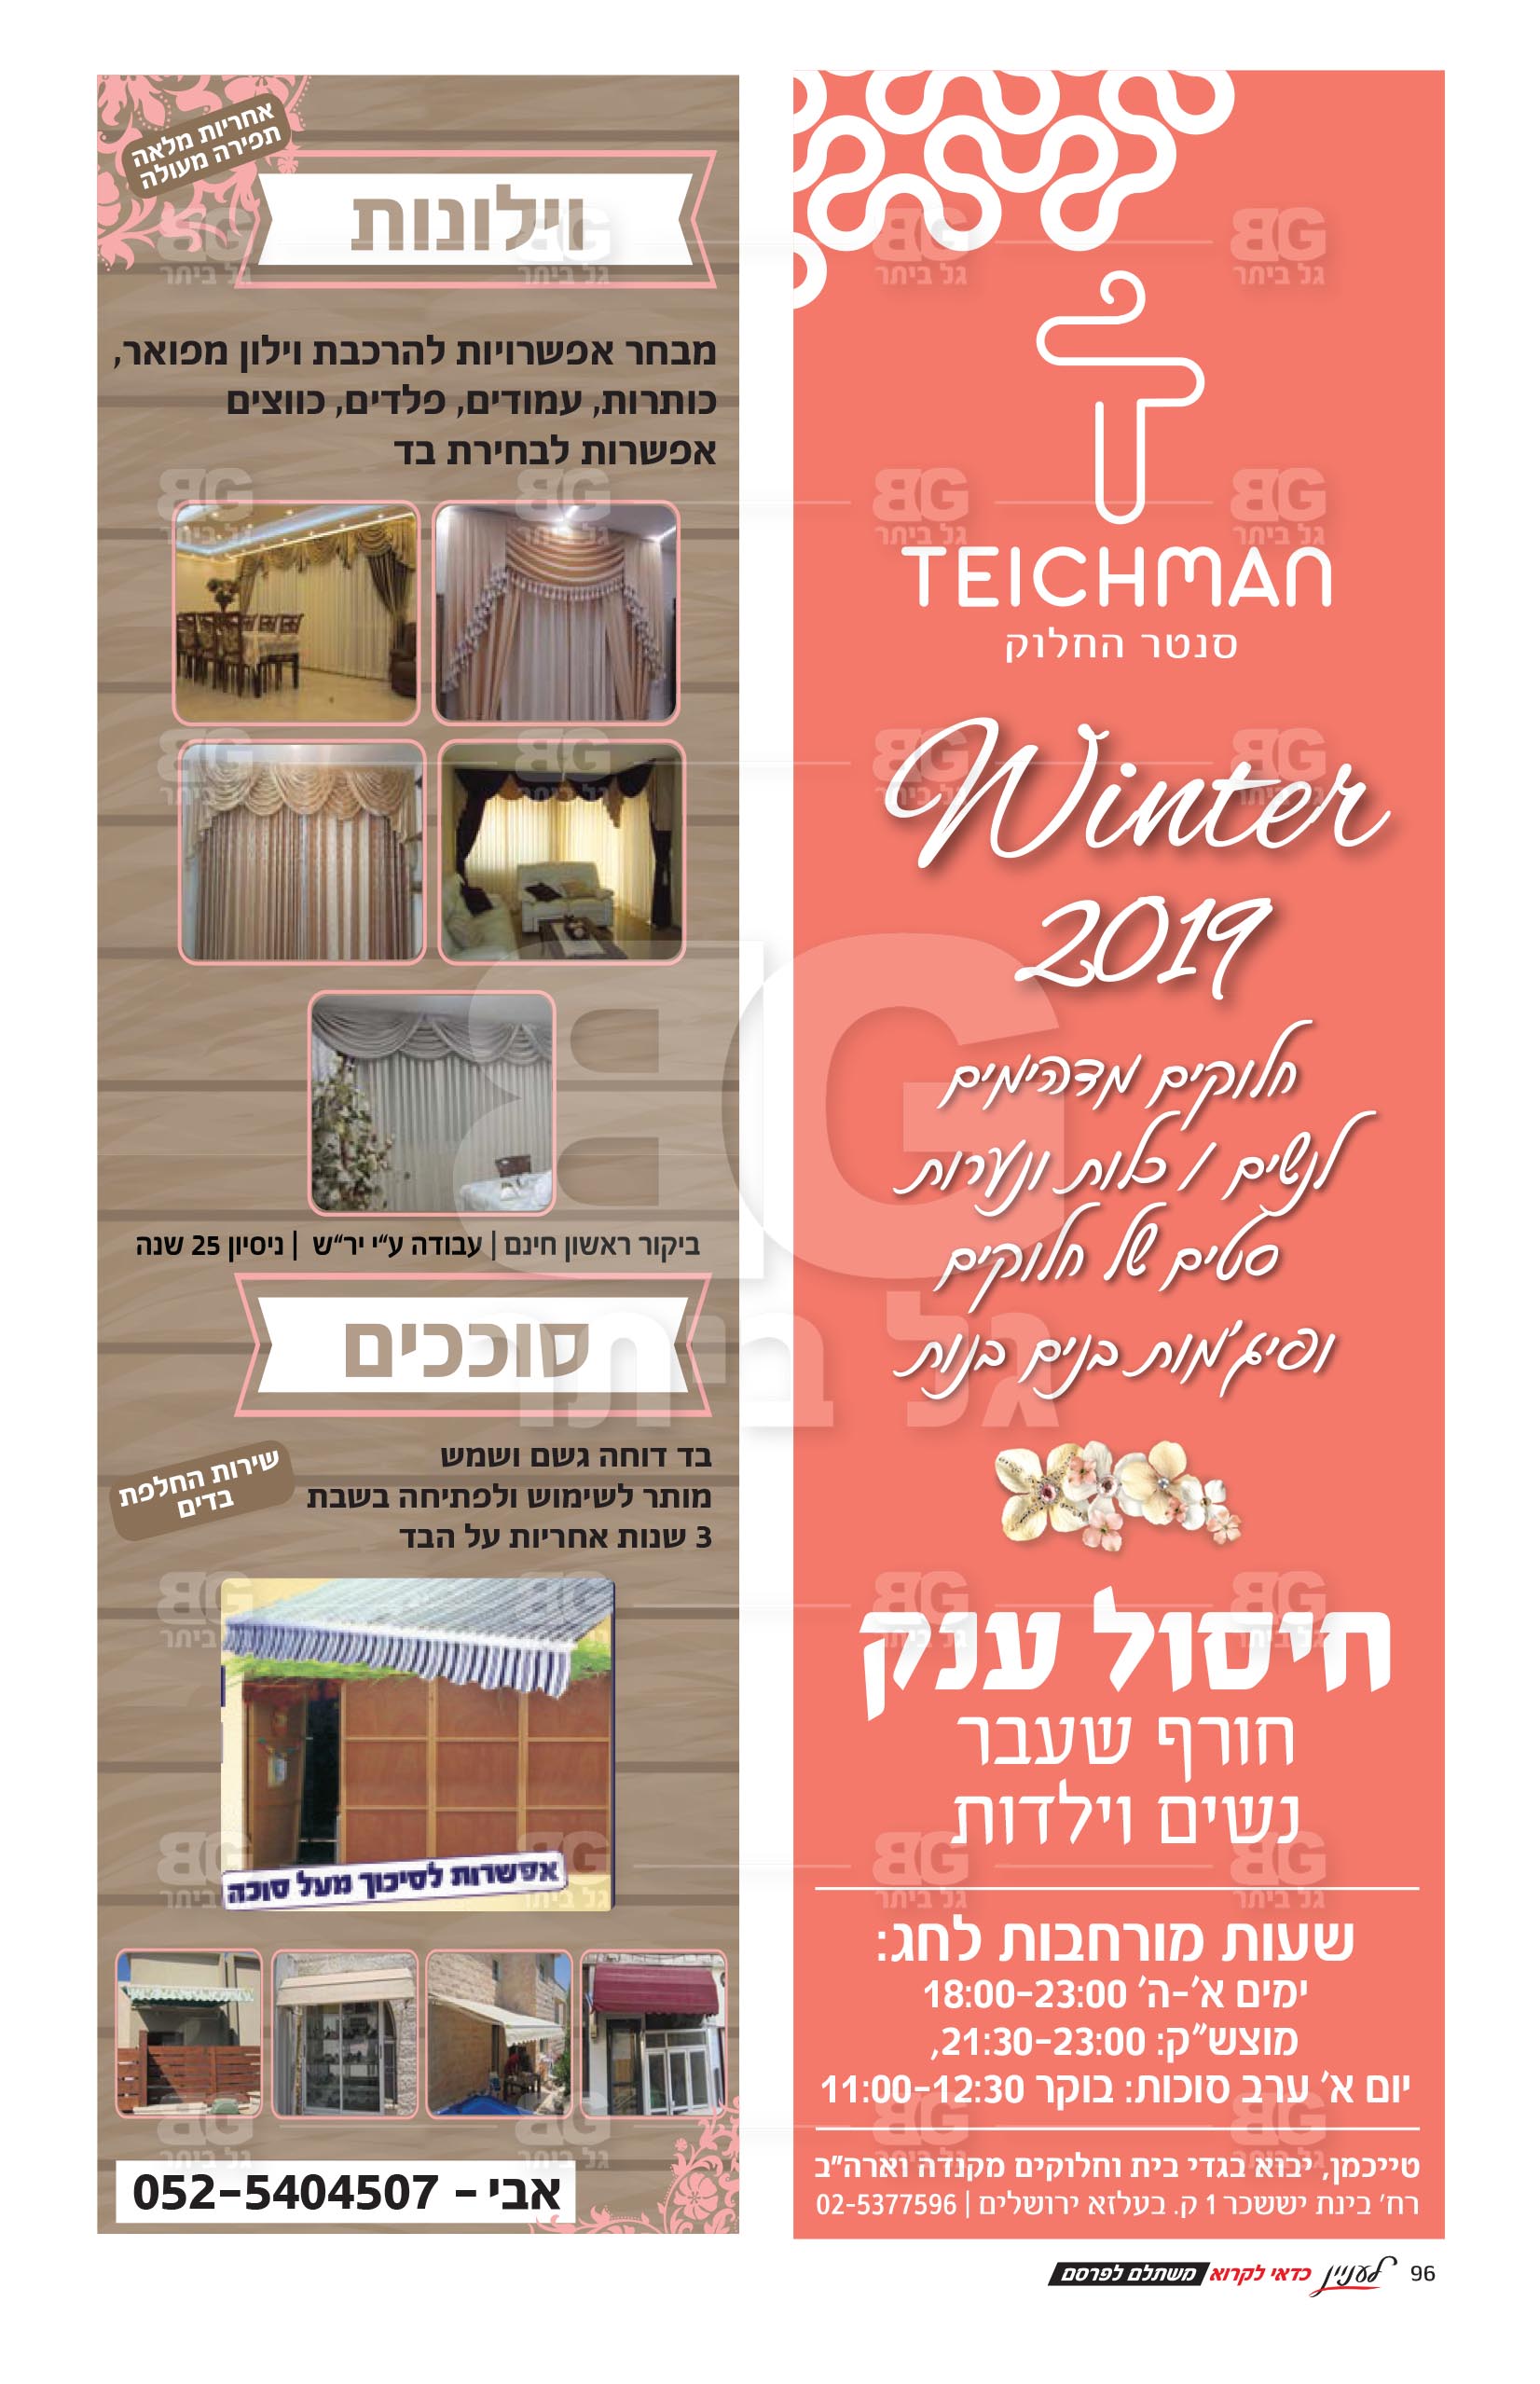 TEICHMAN
סנטר החלוק
Winter
2019
חלוקים מדהימים
לנשים / כלות ונערות
סטים של חלוקים
ופיג'מות בנים בנות
חיסול ענק
חורף שעבר
נשים וילדות
שעות מורחבות לחג:
ימים א'-ה' 18:00-23:00
מוצש"ק: 21:30-23:00,
יום א' ערב סוכות: בוקר 11:00-12:30
טייכמן, יבוא בגדי בית וחלוקים מקנדה וארה"ב
רח' בינת יששכר 1 ק. בעלזא ירושלים | 02-5377596
אחריות מלאה
תפירה מעולה
וילונות
מבחר אפשרויות להרכבת וילון מפואר,
כותרות, עמודים, פלדים, כווצים
אפשרות לבחירת בד
ביקור ראשון חינם | עבודה ע"י יר"ש | ניסיון 25 שנה
סוככים
בד דוחה גשם ושמש
מותר לשימוש ולפתיחה בשבת
3 שנות אחריות על הבד
שירות החלפת
בדים
אפשרות לסיכוך מעל סוכה
אבי - 052-5404507
96 לעניין כדאי לקרוא משתלם לפרסם
BG
גל ביתר